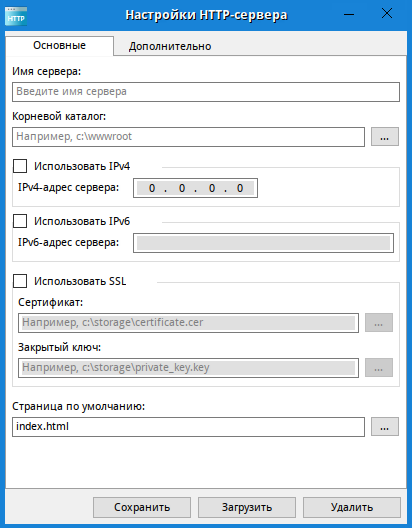 HTTP
Настройки HTTP-сервера
Основные
Дополнительно
Имя сервера:
Введите имя сервера
Корневой каталог:
Например, c:\wwwroot
...
Использовать IPv4
IPv4-адрес сервера:
0 . 0 . 0 . 0
Использовать IPv6
IPv6-адрес сервера:
Использовать SSL
Сертификат:
Например, c:\storage\certificate.cer
...
Закрытый ключ:
Например, c:\storage\private_key.key
...
Страница по умолчанию:
index.html
...
Сохранить
Загрузить
Удалить